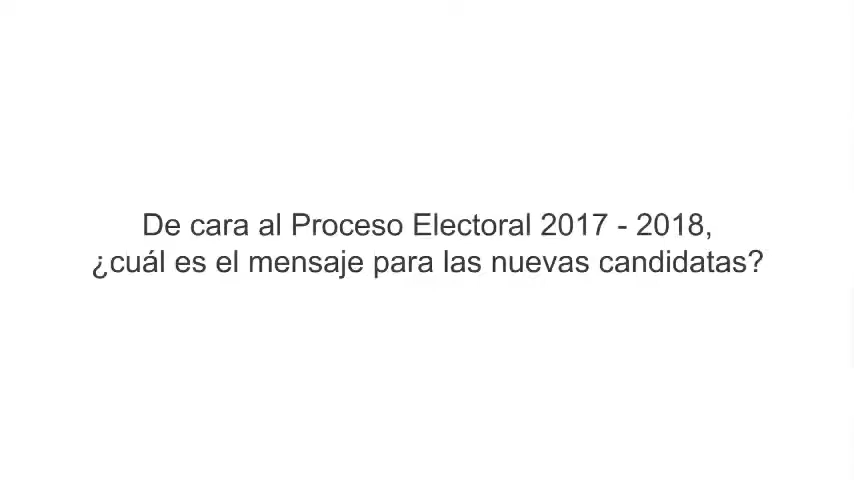 De cara al Proceso Electoral 2017 - 2018,
¿cuál es el mensaje para las nuevas candidatas?